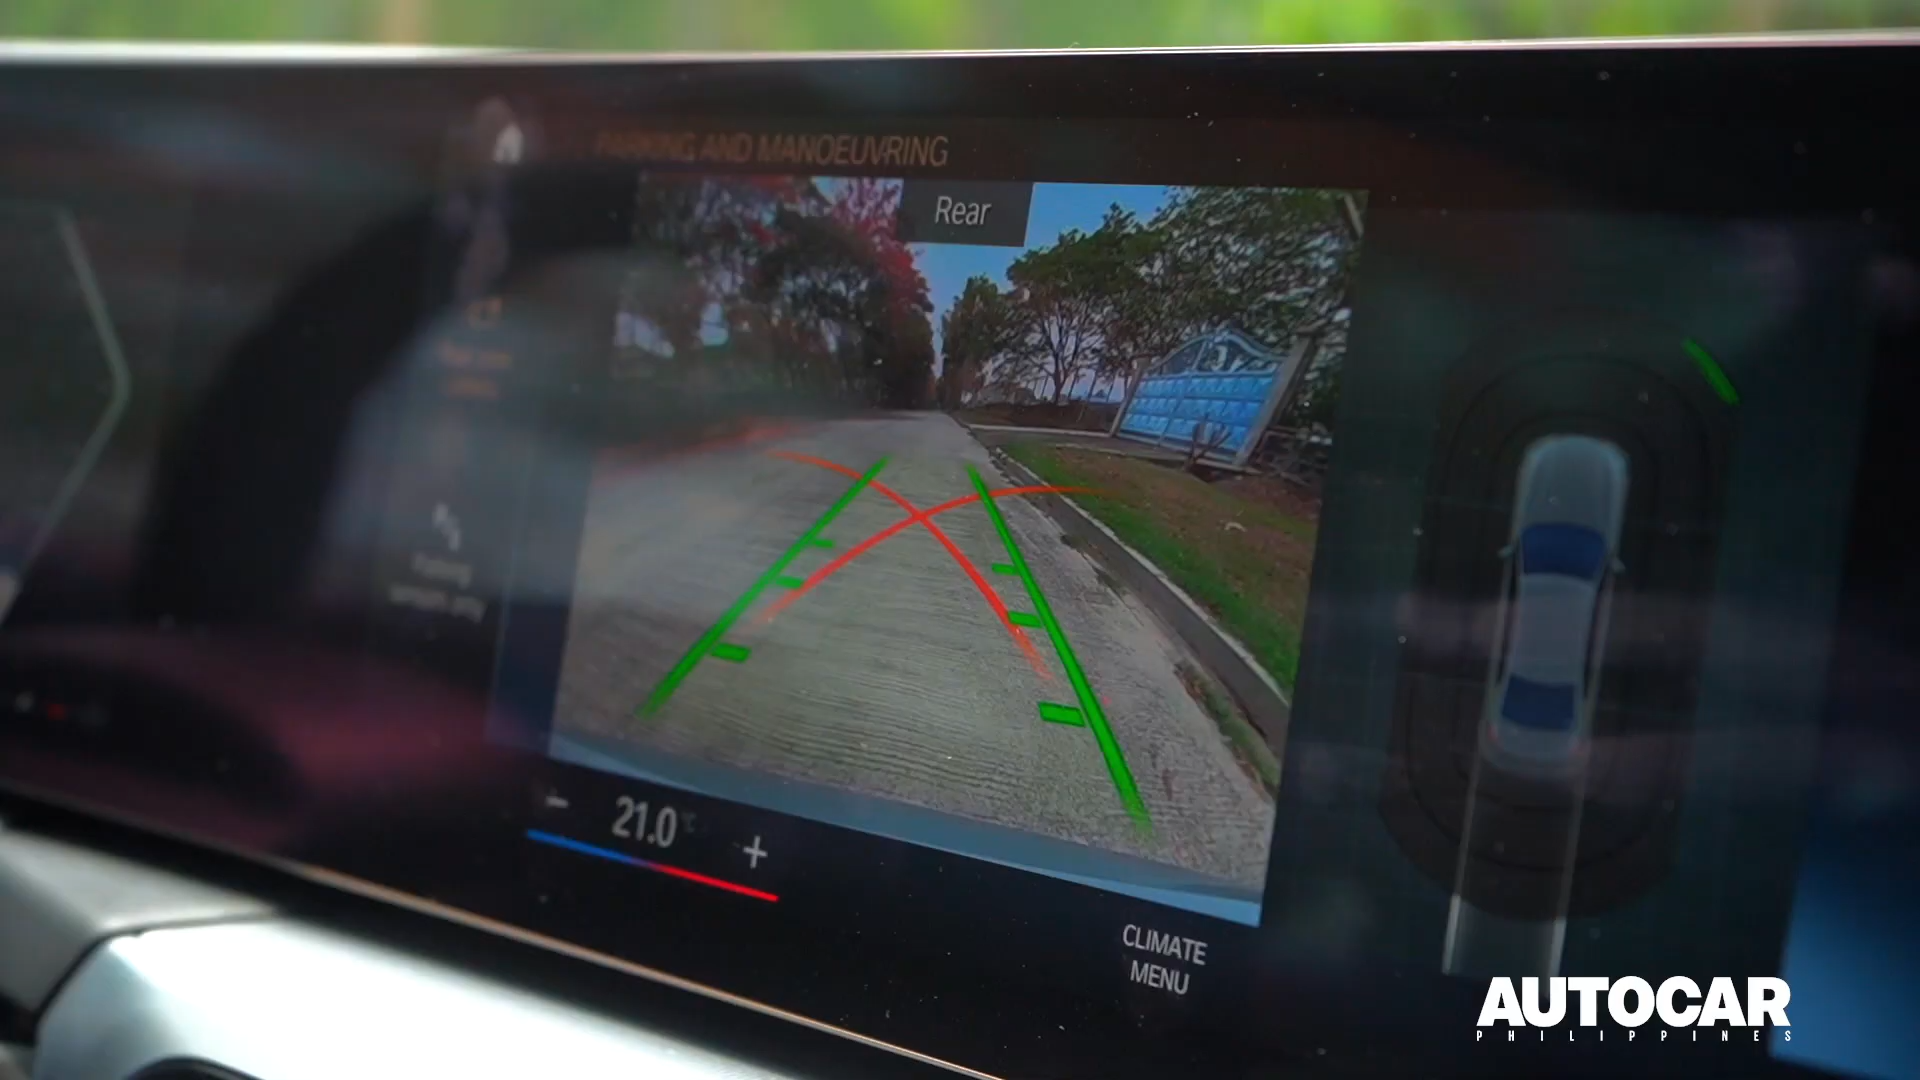 PARKING AND MANOEUVRING
Rear
21.0°C
CLIMATE
MENU
AUTOCAR
PHILIPPINES